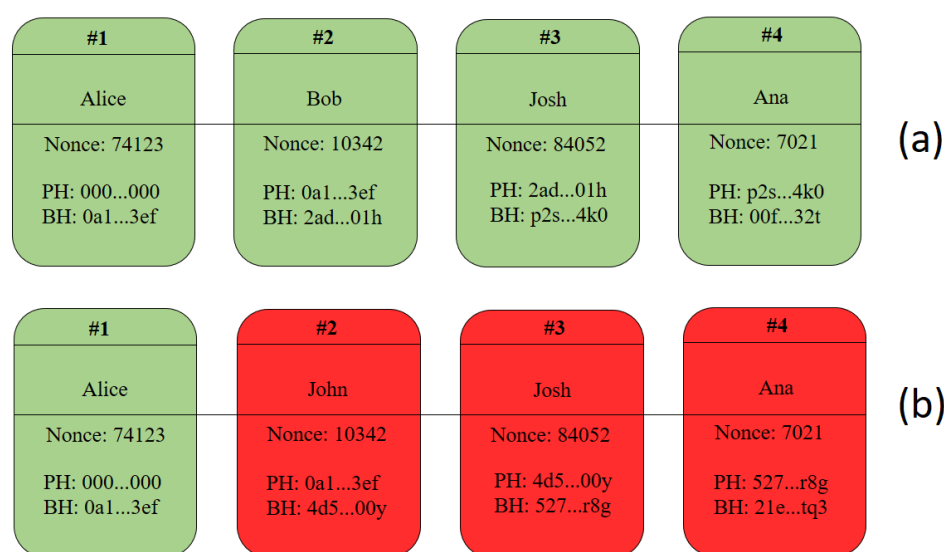 #1
Alice
Nonce: 74123
PH: 000...000
BH: 0a1...3ef
#2
Bob
Nonce: 10342
PH: 0a1...3ef
BH: 2ad...01h
#3
Josh
Nonce: 84052
PH: 2ad...01h
BH: p2s...4k0
#4
Ana
Nonce: 7021
PH: p2s...4k0
BH: 00f...32t
(a)
#1
Alice
Nonce: 74123
PH: 000...000
BH: 0a1...3ef
#2
John
Nonce: 10342
PH: 0a1...3ef
BH: 4d5...00y
#3
Josh
Nonce: 84052
PH: 4d5...00y
BH: 527...r8g
#4
Ana
Nonce: 7021
PH: 527...r8g
BH: 21e...tq3
(b)